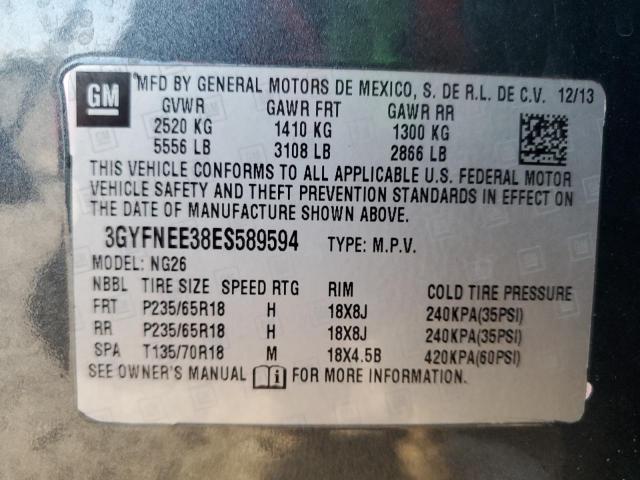 GM
MFD BY GENERAL MOTORS DE MEXICO, S. DE R.L. DE C.V. 12/13
GVWR GAWR FRT GAWR RR
2520 KG 1410 KG 1300 KG
5556 LB 3108 LB 2866 LB
THIS VEHICLE CONFORMS TO ALL APPLICABLE U.S. FEDERAL MOTOR
VEHICLE SAFETY AND THEFT PREVENTION STANDARDS IN EFFECT ON
THE DATE OF MANUFACTURE SHOWN ABOVE.
3GYFNEE38ES589594 TYPE: M.P.V.
MODEL: NG26
NBBL TIRE SIZE SPEED RTG RIM COLD TIRE PRESSURE
FRT P235/65R18 H 18X8J 240KPA(35PSI)
RR P235/65R18 H 18X8J 240KPA(35PSI)
SPA T135/70R18 M 18X4.5B 420KPA(60PSI)
SEE OWNER'S MANUAL FOR MORE INFORMATION.